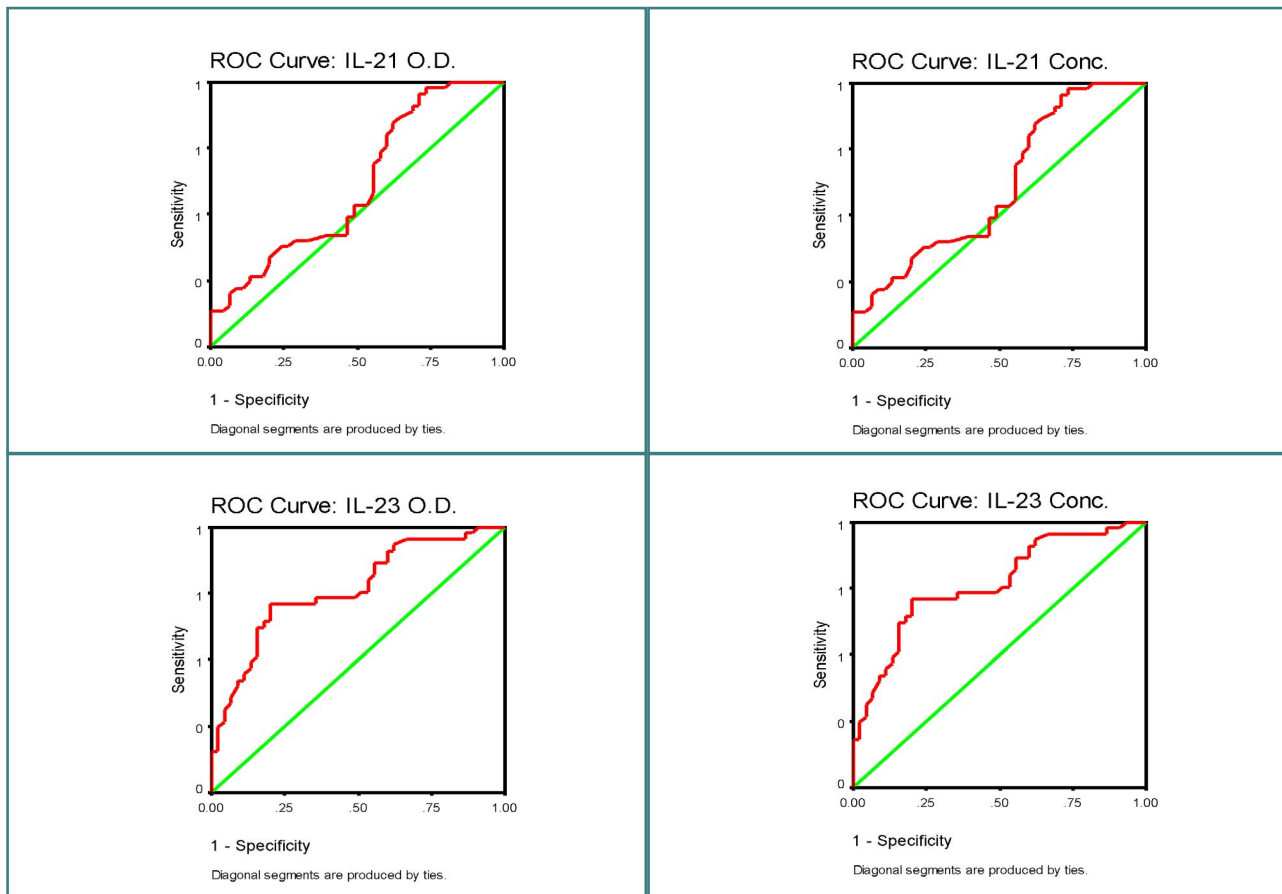 ROC Curve: IL-21 O.D.
1
1
1
0
0
Sensitivity
0.00 .25 .50 .75 1.00
1 - Specificity
Diagonal segments are produced by ties.
ROC Curve: IL-21 Conc.
1
1
1
0
0
Sensitivity
0.00 .25 .50 .75 1.00
1 - Specificity
Diagonal segments are produced by ties.
ROC Curve: IL-23 O.D.
1
1
1
0
0
Sensitivity
0.00 .25 .50 .75 1.00
1 - Specificity
Diagonal segments are produced by ties.
ROC Curve: IL-23 Conc.
1
1
1
0
0
Sensitivity
0.00 .25 .50 .75 1.00
1 - Specificity
Diagonal segments are produced by ties.